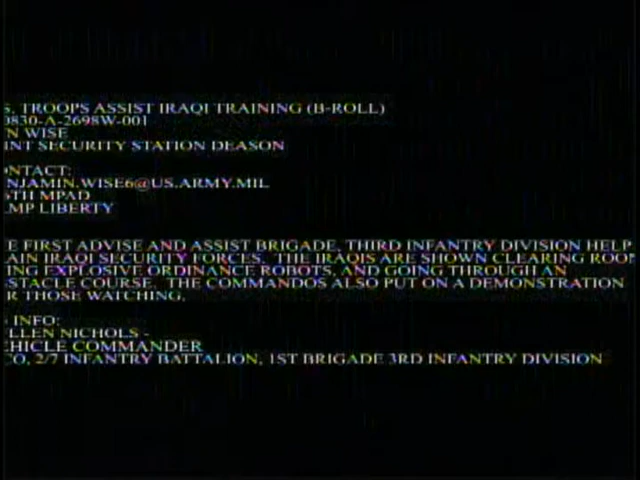 S. TROOPS ASSIST IRAQI TRAINING (B-ROLL)
0830-A-2698W-001
N WISE
INT SECURITY STATION DEASON
NTACT:
NJAMIN.WISE6@US.ARMY.MIL
TH MPAD
MP LIBERTY
E FIRST ADVISE AND ASSIST BRIGADE, THIRD INFANTRY DIVISION HELP
AIN IRAQI SECURITY FORCES. THE IRAQIS ARE SHOWN CLEARING ROO
ING EXPLOSIVE ORDINANCE ROBOTS, AND GOING THROUGH AN
STACLE COURSE. THE COMMANDOS ALSO PUT ON A DEMONSTRATION
R THOSE WATCHING.
INFO:
LLEN NICHOLS -
EHICLE COMMANDER
CO, 2/7 INFANTRY BATTALION, 1ST BRIGADE 3RD INFANTRY DIVISION